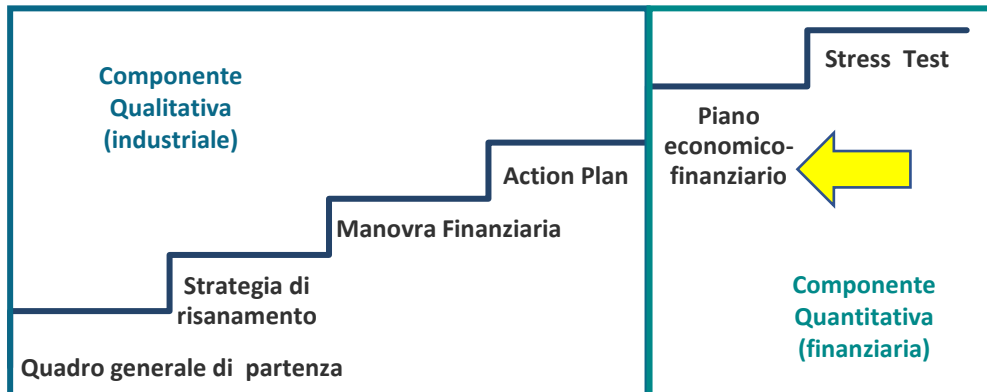 Componente
Qualitativa
(industriale)
Quadro generale di partenza
Strategia di
risanamento
Manovra Finanziaria
Action Plan
Piano
economico-
finanziario
Stress Test
Componente
Quantitativa
(finanziaria)